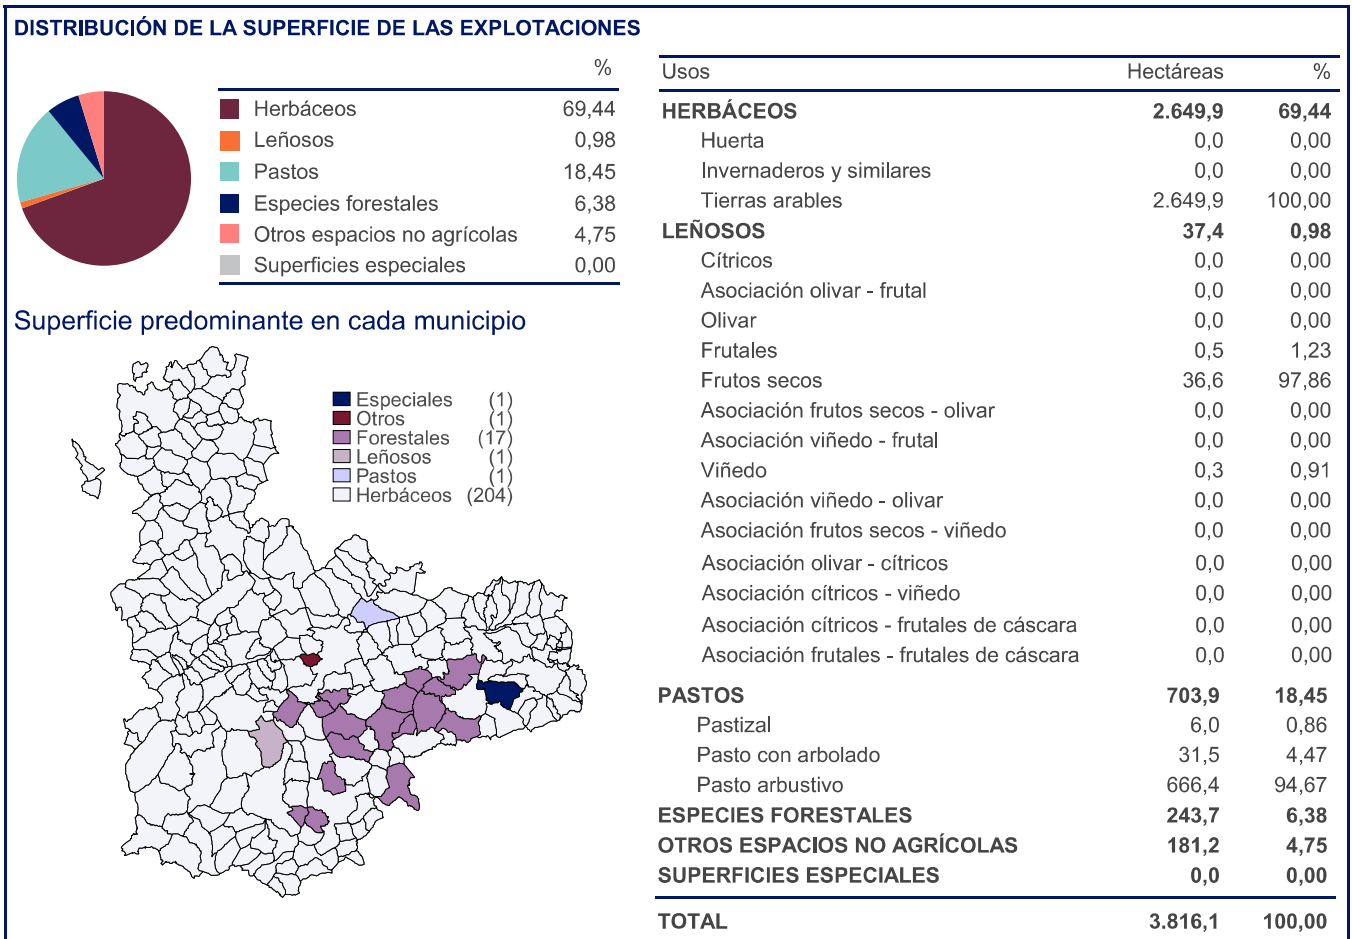 DISTRIBUCIÓN DE LA SUPERFICIE DE LAS EXPLOTACIONES
%
Herbáceos 69,44
Leñosos 0,98
Pastos 18,45
Especies forestales 6,38
Otros espacios no agrícolas 4,75
Superficies especiales 0,00
Superficie predominante en cada municipio
Especiales (1)
Otros (1)
Forestales (17)
Leñosos (1)
Pastos (1)
Herbáceos (204)
Usos Hectáreas %
HERBÁCEOS 2.649,9 69,44
Huerta 0,0 0,00
Invernaderos y similares 0,0 0,00
Tierras arables 2.649,9 100,00
LEÑOSOS 37,4 0,98
Cítricos 0,0 0,00
Asociación olivar - frutal 0,0 0,00
Olivar 0,0 0,00
Frutales 0,5 1,23
Frutos secos 36,6 97,86
Asociación frutos secos - olivar 0,0 0,00
Asociación viñedo - frutal 0,0 0,00
Viñedo 0,3 0,91
Asociación viñedo - olivar 0,0 0,00
Asociación frutos secos - viñedo 0,0 0,00
Asociación olivar - cítricos 0,0 0,00
Asociación cítricos - viñedo 0,0 0,00
Asociación cítricos - frutales de cáscara 0,0 0,00
Asociación frutales - frutales de cáscara 0,0 0,00
PASTOS 703,9 18,45
Pastizal 6,0 0,86
Pasto con arbolado 31,5 4,47
Pasto arbustivo 666,4 94,67
ESPECIES FORESTALES 243,7 6,38
OTROS ESPACIOS NO AGRÍCOLAS 181,2 4,75
SUPERFICIES ESPECIALES 0,0 0,00
TOTAL 3.816,1 100,00